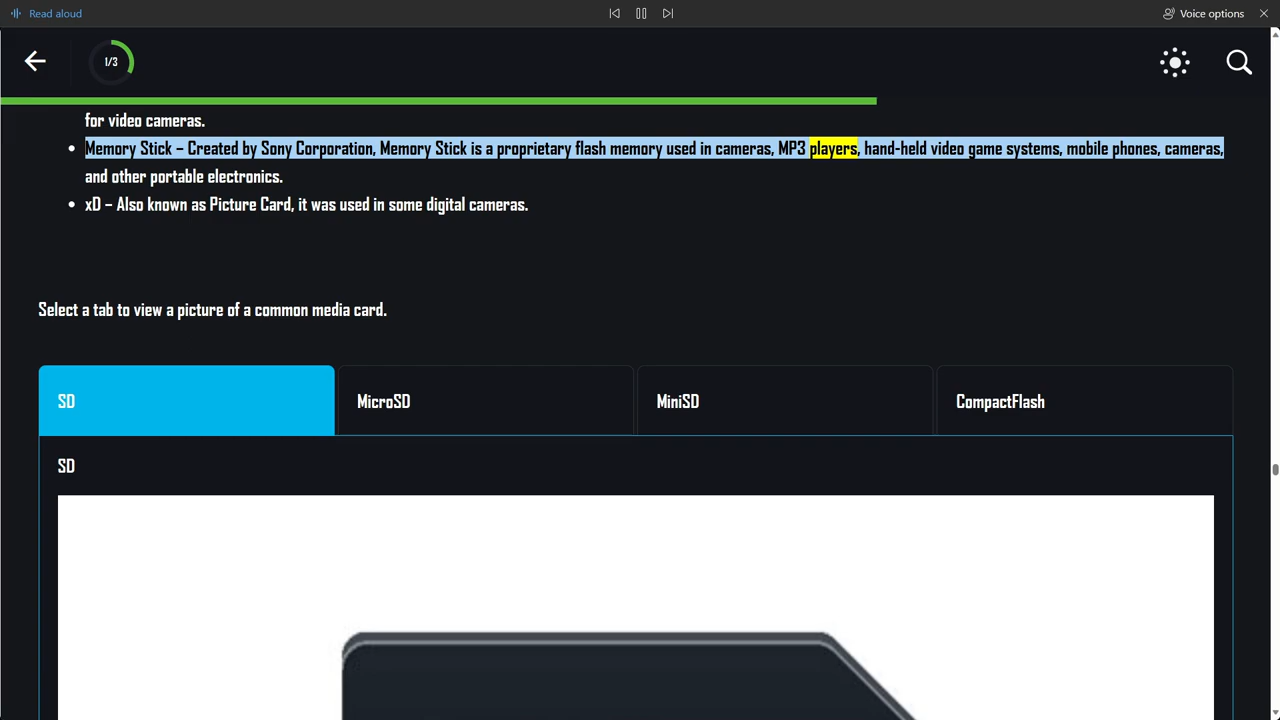 Read aloud
Voice options
1/3
for video cameras.
• Memory Stick – Created by Sony Corporation, Memory Stick is a proprietary flash memory used in cameras, MP3 players, hand-held video game systems, mobile phones, cameras,
and other portable electronics.
• xD – Also known as Picture Card, it was used in some digital cameras.
Select a tab to view a picture of a common media card.
SD
MicroSD
MiniSD
CompactFlash
SD